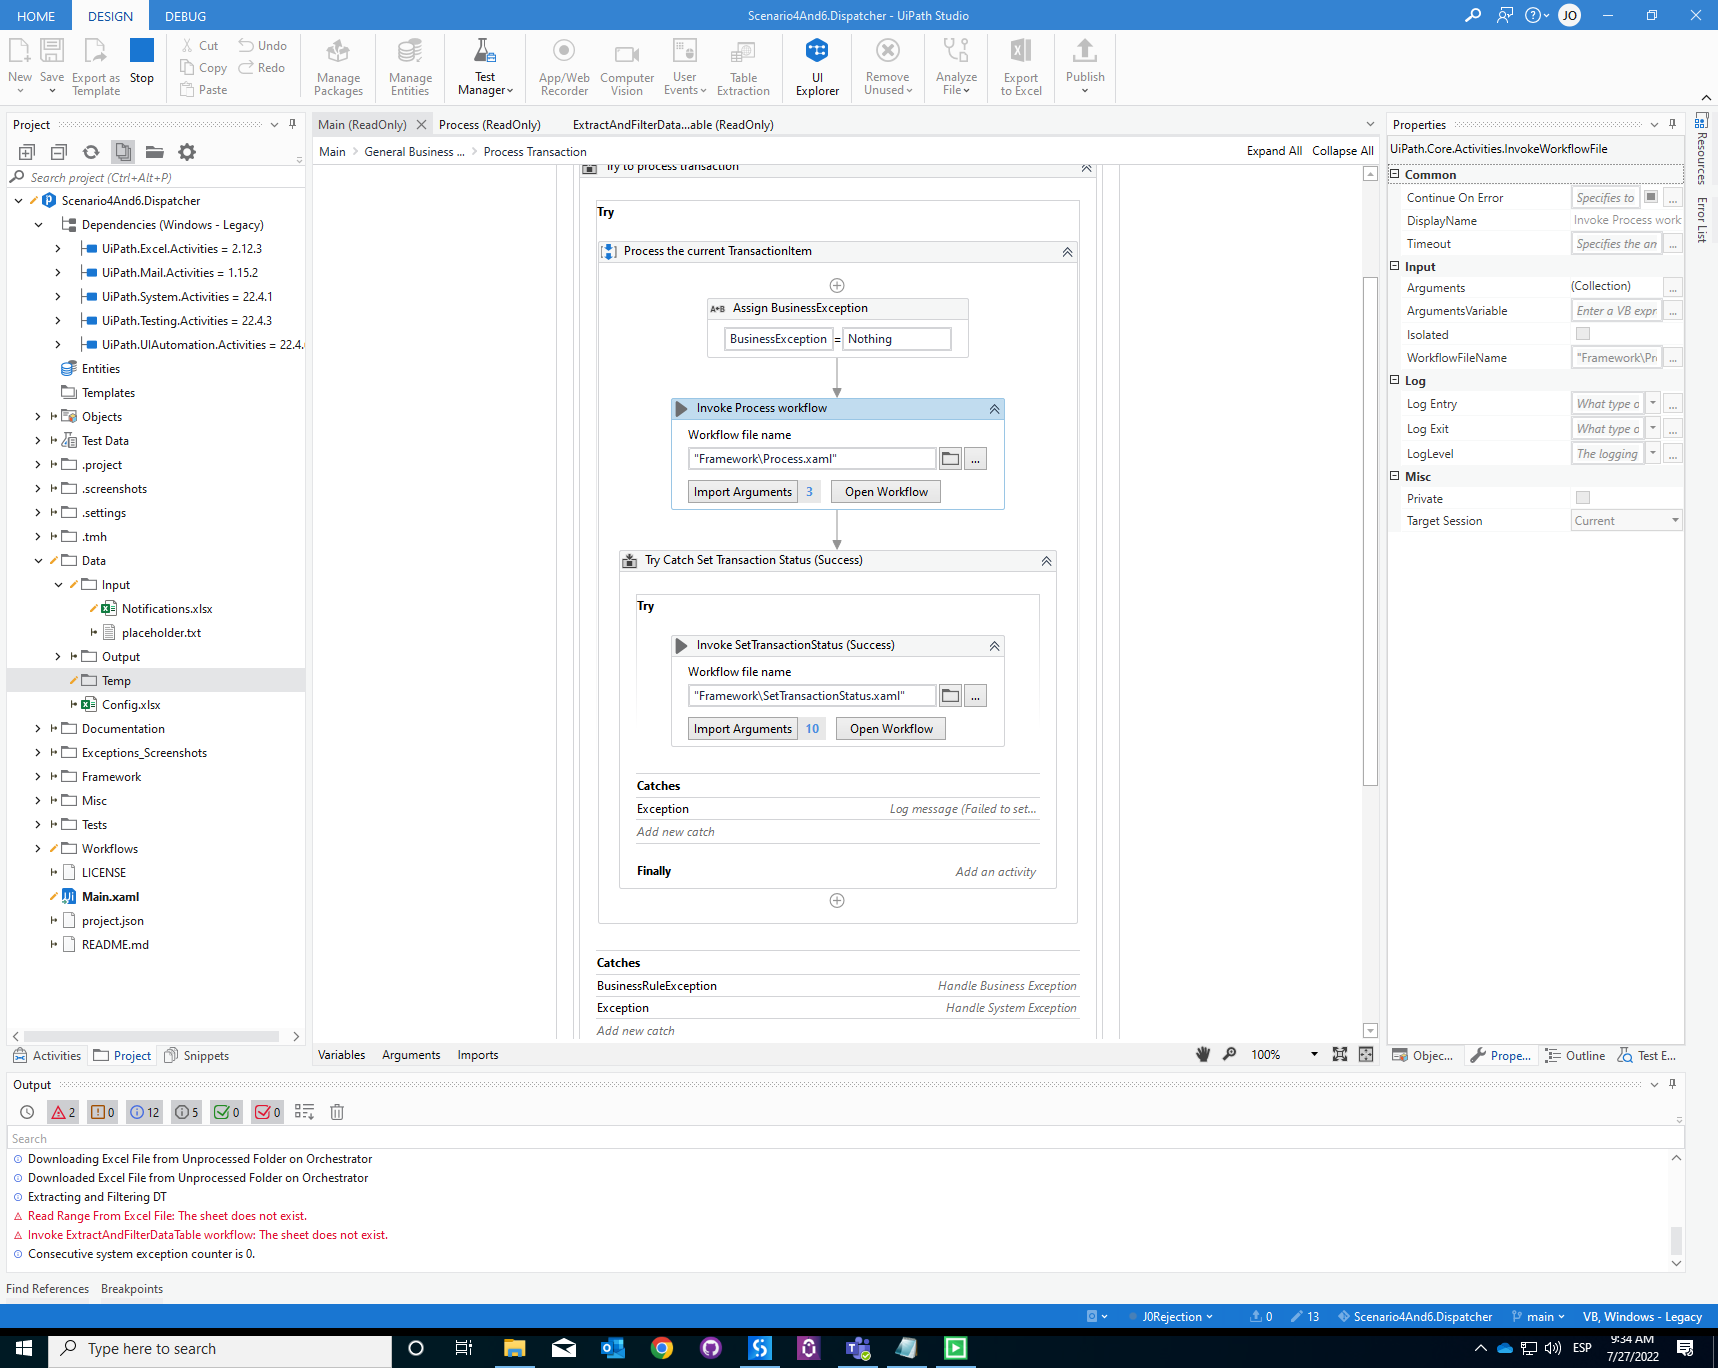 HOME DESIGN DEBUG
Scenario4And6.Dispatcher - UiPath Studio
JO
New
Save
Export as Template
Stop
Cut
Copy
Paste
Undo
Redo
Manage Packages
Manage Entities
Test Manager
App/Web Recorder
Computer Vision
User Events
Table Extraction
UI Explorer
Remove Unused
Analyze File
Export to Excel
Publish
Project
Search project (Ctrl+Alt+P)
Scenario4And6.Dispatcher
Dependencies (Windows - Legacy)
UiPath.Excel.Activities = 2.12.3
UiPath.Mail.Activities = 1.15.2
UiPath.System.Activities = 22.4.1
UiPath.Testing.Activities = 22.4.3
UiPath.UIAutomation.Activities = 22.4.
Entities
Templates
Objects
Test Data
.project
.screenshots
.settings
.tmh
Data
Input
Notifications.xlsx
placeholder.txt
Output
Temp
Config.xlsx
Documentation
Exceptions_Screenshots
Framework
Misc
Tests
Workflows
LICENSE
Main.xaml
project.json
README.md
Activities Project Snippets
Main (ReadOnly) Process (ReadOnly) ExtractAndFilterData...able (ReadOnly)
Main General Business ... Process Transaction
Expand All Collapse All
Try to process transaction
Try
Process the current TransactionItem
A+B Assign BusinessException
BusinessException = Nothing
Invoke Process workflow
Workflow file name
"Framework\Process.xaml"
...
Import Arguments 3 Open Workflow
Try Catch Set Transaction Status (Success)
Try
Invoke SetTransactionStatus (Success)
Workflow file name
"Framework\SetTransactionStatus.xaml"
...
Import Arguments 10 Open Workflow
Catches
Exception Log message (Failed to set...
Add new catch
Finally Add an activity
Catches
BusinessRuleException Handle Business Exception
Exception Handle System Exception
Add new catch
Variables Arguments Imports
100%
Properties
UiPath.Core.Activities.InvokeWorkflowFile
Common
Continue On Error Specifies to ...
DisplayName Invoke Process work
Timeout Specifies the an ...
Input
Arguments (Collection) ...
ArgumentsVariable Enter a VB expr ...
Isolated
WorkflowFileName "Framework\Pr ...
Log
Log Entry What type o ...
Log Exit What type o ...
LogLevel The logging ...
Misc
Private
Target Session Current
Objec... Prope... Outline Test E...
Resources
Error List
Output
2 0 12 5 0 0
Search
Downloading Excel File from Unprocessed Folder on Orchestrator
Downloaded Excel File from Unprocessed Folder on Orchestrator
Extracting and Filtering DT
Read Range From Excel File: The sheet does not exist.
Invoke ExtractAndFilterDataTable workflow: The sheet does not exist.
Consecutive system exception counter is 0.
Find References Breakpoints
J0Rejection 0 13 Scenario4And6.Dispatcher main VB, Windows - Legacy
Type here to search
ESP
9:34 AM
7/27/2022